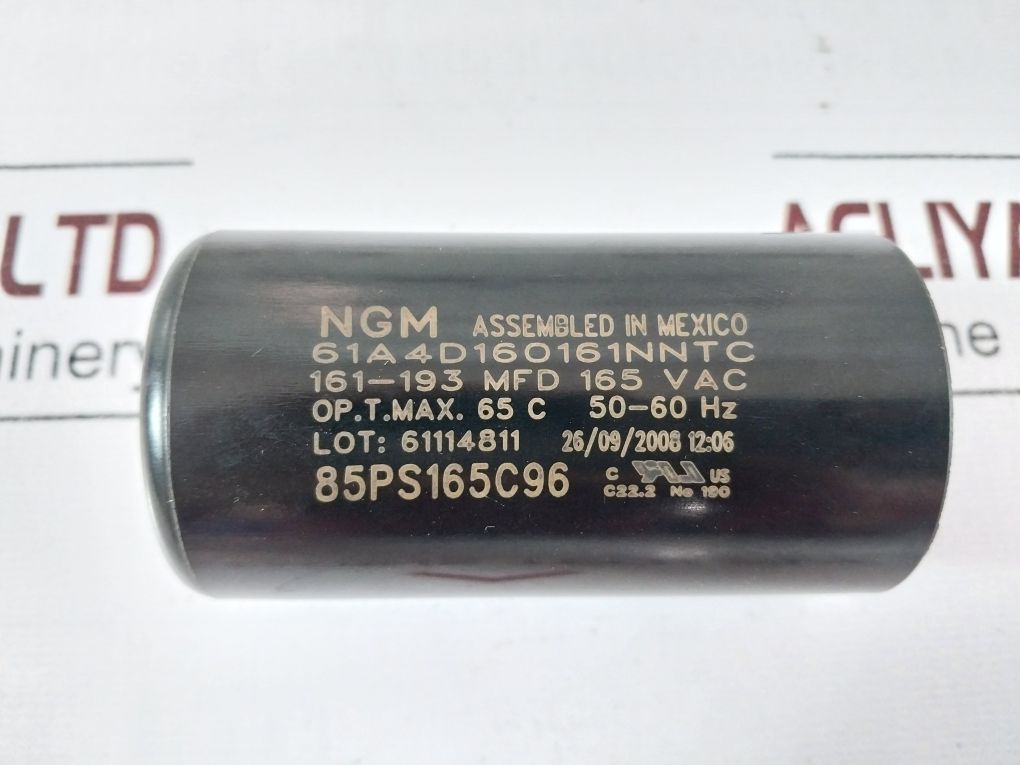 LTD
NGM ASSEMBLED IN MEXICO
61A4D160161NNTC
161-193 MFD 165 VAC
OP.T.MAX. 65 C 50-60 Hz
LOT: 61114811 26/09/2008 12:06
85PS165C96 C US
C22.2 No 190